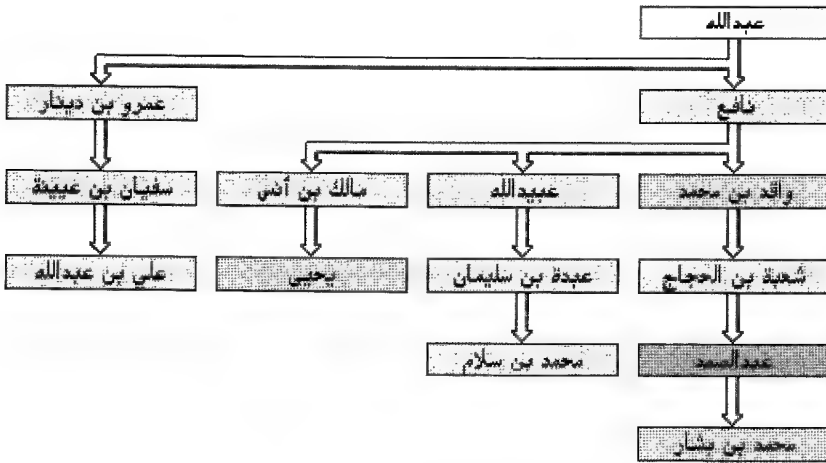 عبدالله
نافع
عمرو بن دينار
واقد بن محمد
عبيدالله
مالك بن أنس
سفيان بن عيينة
شعبة بن الحجاج
عبدة بن سليمان
يحيى
علي بن عبدالله
عبدالصمد
محمد بن سلام
محمد بن بشار